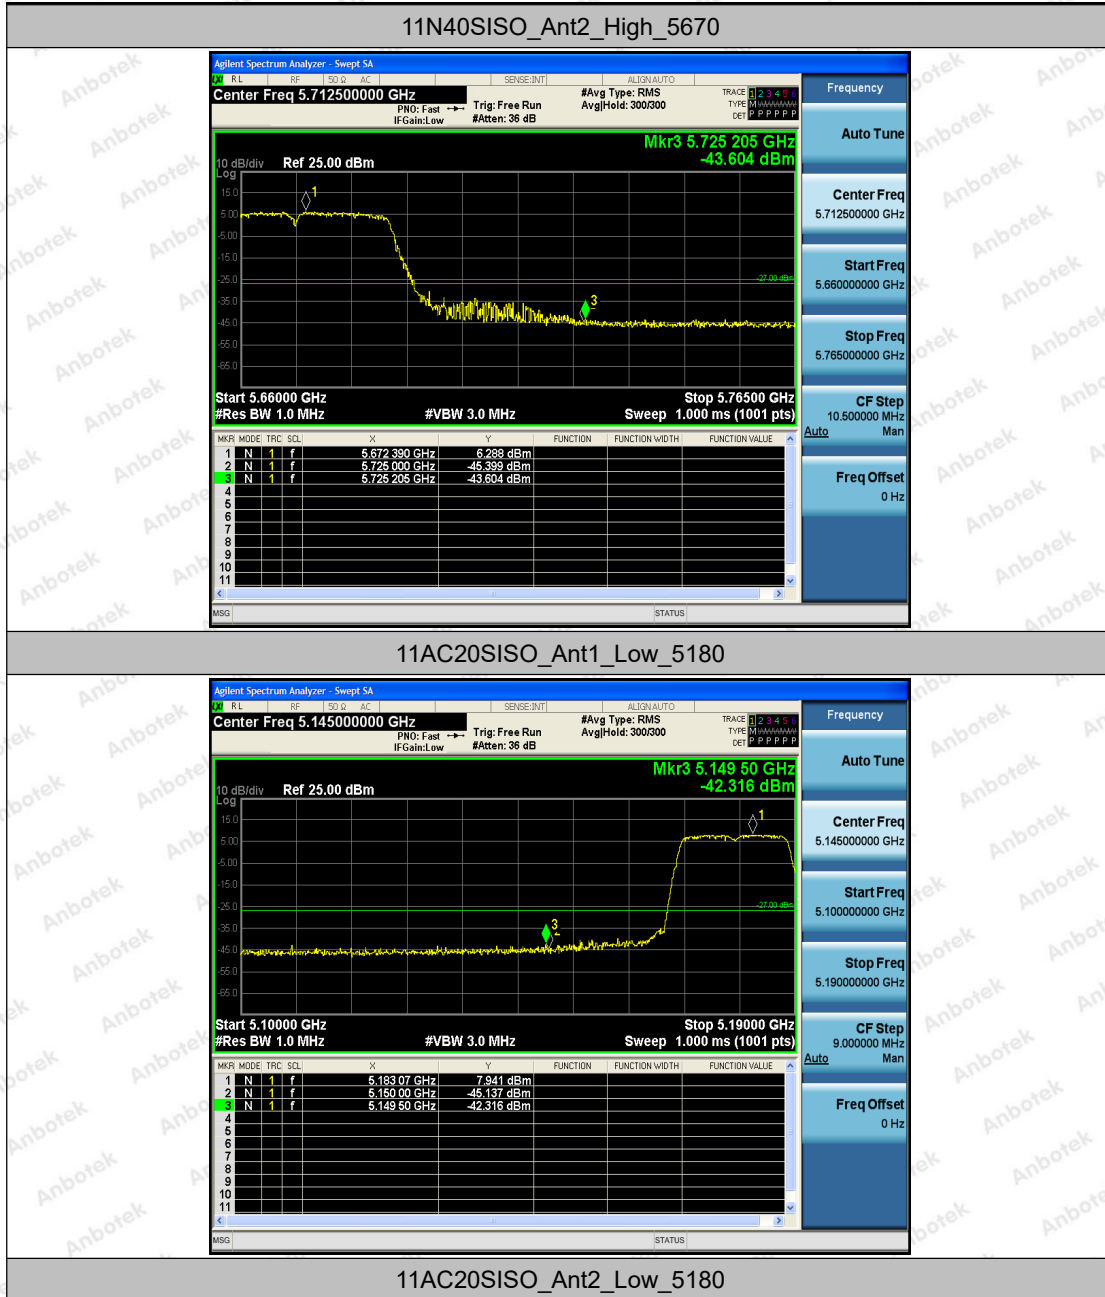 11N40SISO_Ant2_High_5670
Agilent Spectrum Analyzer - Swept SA
RL RF 50 Ω AC SENSE:INT ALIGNAUTO
Center Freq 5.712500000 GHz
PNO: Fast
IFGain:Low
Trig: Free Run
#Atten: 36 dB
#Avg Type: RMS
Avg|Hold: 300/300
TRACE 1 2 3 4 5 6
TYPE M
DET P P P P P P
Mkr3 5.725 205 GHz
-43.604 dBm
10 dB/div Ref 25.00 dBm
Log
15.0
5.00
-5.00
-15.0
-25.0
-35.0
-45.0
-55.0
-65.0
1
3
-27.00 dBm
Start 5.66000 GHz Stop 5.76500 GHz
#Res BW 1.0 MHz #VBW 3.0 MHz Sweep 1.000 ms (1001 pts)
MKR MODE TRC SCL X Y FUNCTION FUNCTION WIDTH FUNCTION VALUE
1 N 1 f 5.672 390 GHz 6.288 dBm
2 N 1 f 5.725 000 GHz -45.399 dBm
3 N 1 f 5.725 205 GHz -43.604 dBm
4
5
6
7
8
9
10
11
MSG STATUS
Frequency
Auto Tune
Center Freq
5.712500000 GHz
Start Freq
5.660000000 GHz
Stop Freq
5.765000000 GHz
CF Step
10.500000 MHz
Auto Man
Freq Offset
0 Hz
11AC20SISO_Ant1_Low_5180
Agilent Spectrum Analyzer - Swept SA
RL RF 50 Ω AC SENSE:INT ALIGNAUTO
Center Freq 5.145000000 GHz
PNO: Fast
IFGain:Low
Trig: Free Run
#Atten: 36 dB
#Avg Type: RMS
Avg|Hold: 300/300
TRACE 1 2 3 4 5 6
TYPE M
DET P P P P P P
Mkr3 5.149 50 GHz
-42.316 dBm
10 dB/div Ref 25.00 dBm
Log
15.0
5.00
-5.00
-15.0
-25.0
-35.0
-45.0
-55.0
-65.0
1
3
2
-27.00 dBm
Start 5.10000 GHz Stop 5.19000 GHz
#Res BW 1.0 MHz #VBW 3.0 MHz Sweep 1.000 ms (1001 pts)
MKR MODE TRC SCL X Y FUNCTION FUNCTION WIDTH FUNCTION VALUE
1 N 1 f 5.183 07 GHz 7.941 dBm
2 N 1 f 5.150 00 GHz -45.137 dBm
3 N 1 f 5.149 50 GHz -42.316 dBm
4
5
6
7
8
9
10
11
MSG STATUS
Frequency
Auto Tune
Center Freq
5.145000000 GHz
Start Freq
5.100000000 GHz
Stop Freq
5.190000000 GHz
CF Step
9.000000 MHz
Auto Man
Freq Offset
0 Hz
11AC20SISO_Ant2_Low_5180